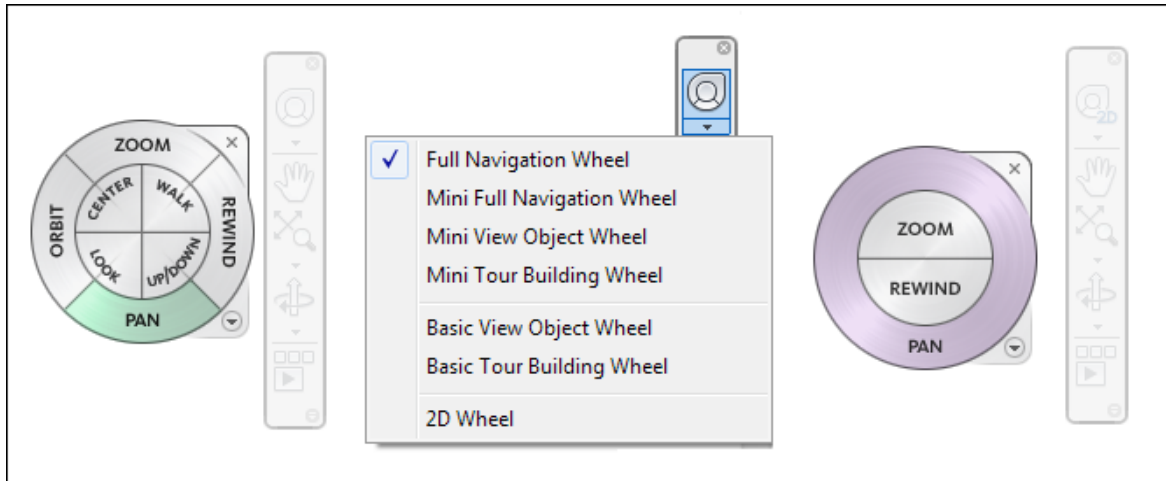 ZOOM
CENTER
WALK
ORBIT
REWIND
LOOK
UP/DOWN
PAN
Full Navigation Wheel
Mini Full Navigation Wheel
Mini View Object Wheel
Mini Tour Building Wheel
Basic View Object Wheel
Basic Tour Building Wheel
2D Wheel
2D
ZOOM
REWIND
PAN